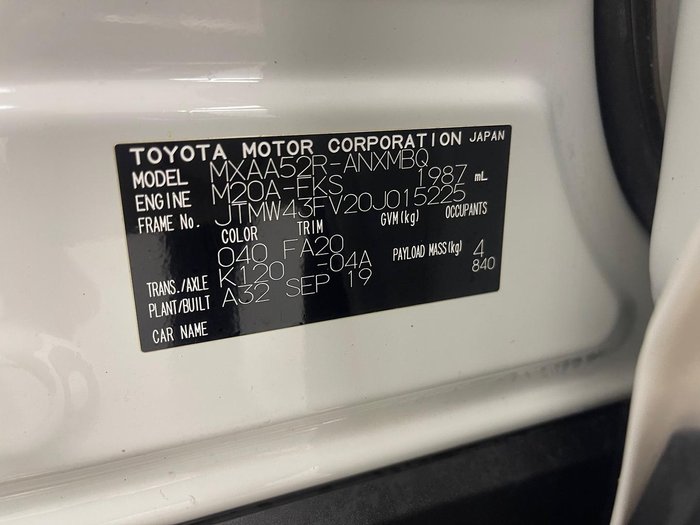 TOYOTA MOTOR CORPORATION JAPAN
MODEL MXAA52R-ANXMBQ
ENGINE M20A-FKS 1987 mL
FRAME No. JTMW43FV20J015225
COLOR TRIM GVM(kg) OCCUPANTS
040 FA20
TRANS./AXLE K120 -04A PAYLOAD MASS(kg) 4
PLANT/BUILT A32 SEP 19 840
CAR NAME